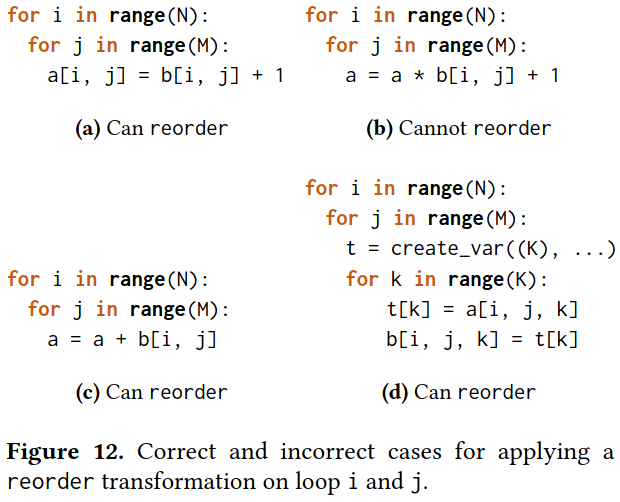 for i in range(N):
  for j in range(M):
    a[i, j] = b[i, j] + 1
(a) Can reorder
for i in range(N):
  for j in range(M):
    a = a * b[i, j] + 1
(b) Cannot reorder
for i in range(N):
  for j in range(M):
    a = a + b[i, j]
(c) Can reorder
for i in range(N):
  for j in range(M):
    t = create_var((K), ...)
    for k in range(K):
        t[k] = a[i, j, k]
        b[i, j, k] = t[k]
(d) Can reorder
Figure 12. Correct and incorrect cases for applying a
reorder transformation on loop i and j.